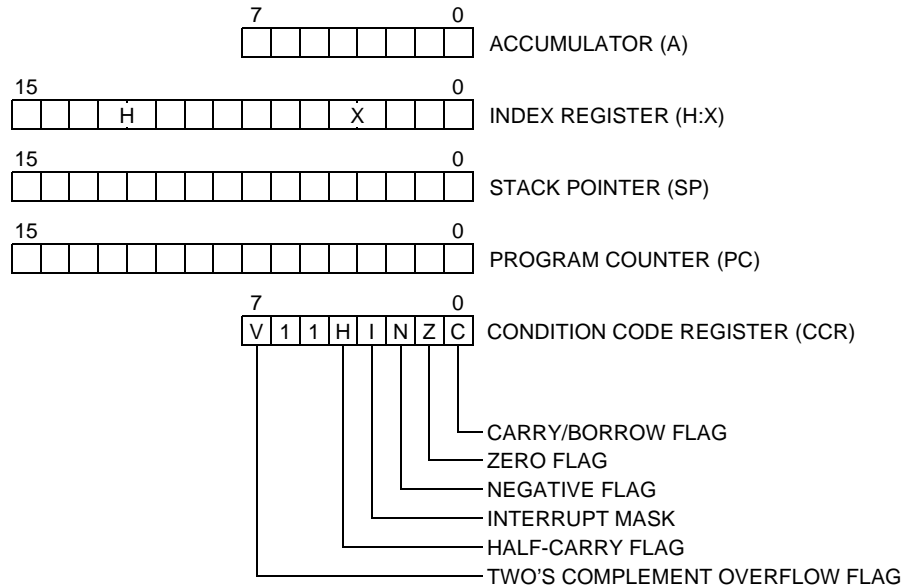 7 0
ACCUMULATOR (A)
15 0
H X INDEX REGISTER (H:X)
15 0
STACK POINTER (SP)
15 0
PROGRAM COUNTER (PC)
7 0
V 1 1 H I N Z C CONDITION CODE REGISTER (CCR)
CARRY/BORROW FLAG
ZERO FLAG
NEGATIVE FLAG
INTERRUPT MASK
HALF-CARRY FLAG
TWO'S COMPLEMENT OVERFLOW FLAG